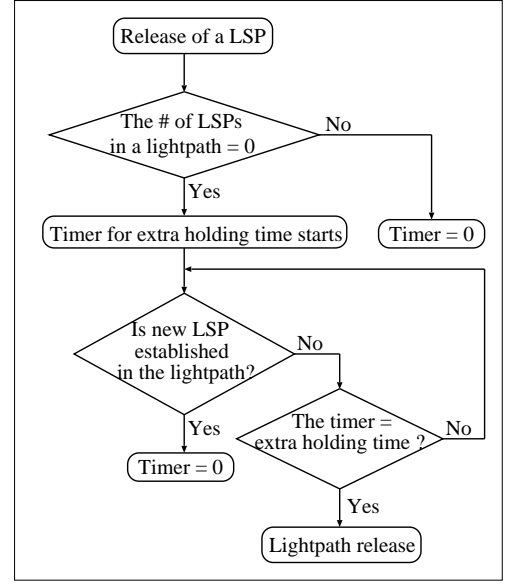 Release of a LSP
The # of LSPs
in a lightpath = 0
No
Yes
Timer for extra holding time starts
Timer = 0
Is new LSP
established
in the lightpath?
No
The timer =
extra holding time ?
No
Yes
Timer = 0
Yes
Lightpath release